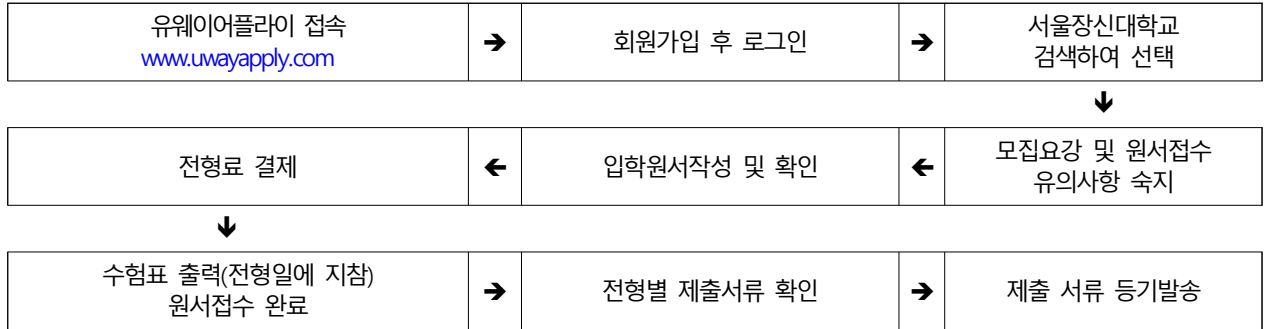 유웨이어플라이 접속
www.uwayapply.com
➔
회원가입 후 로그인
➔
서울장신대학교
검색하여 선택
🡻
모집요강 및 원서접수
유의사항 숙지
🡸
입학원서작성 및 확인
🡸
전형료 결제
🡻
수험표 출력(전형일에 지참)
원서접수 완료
➔
전형별 제출서류 확인
➔
제출 서류 등기발송